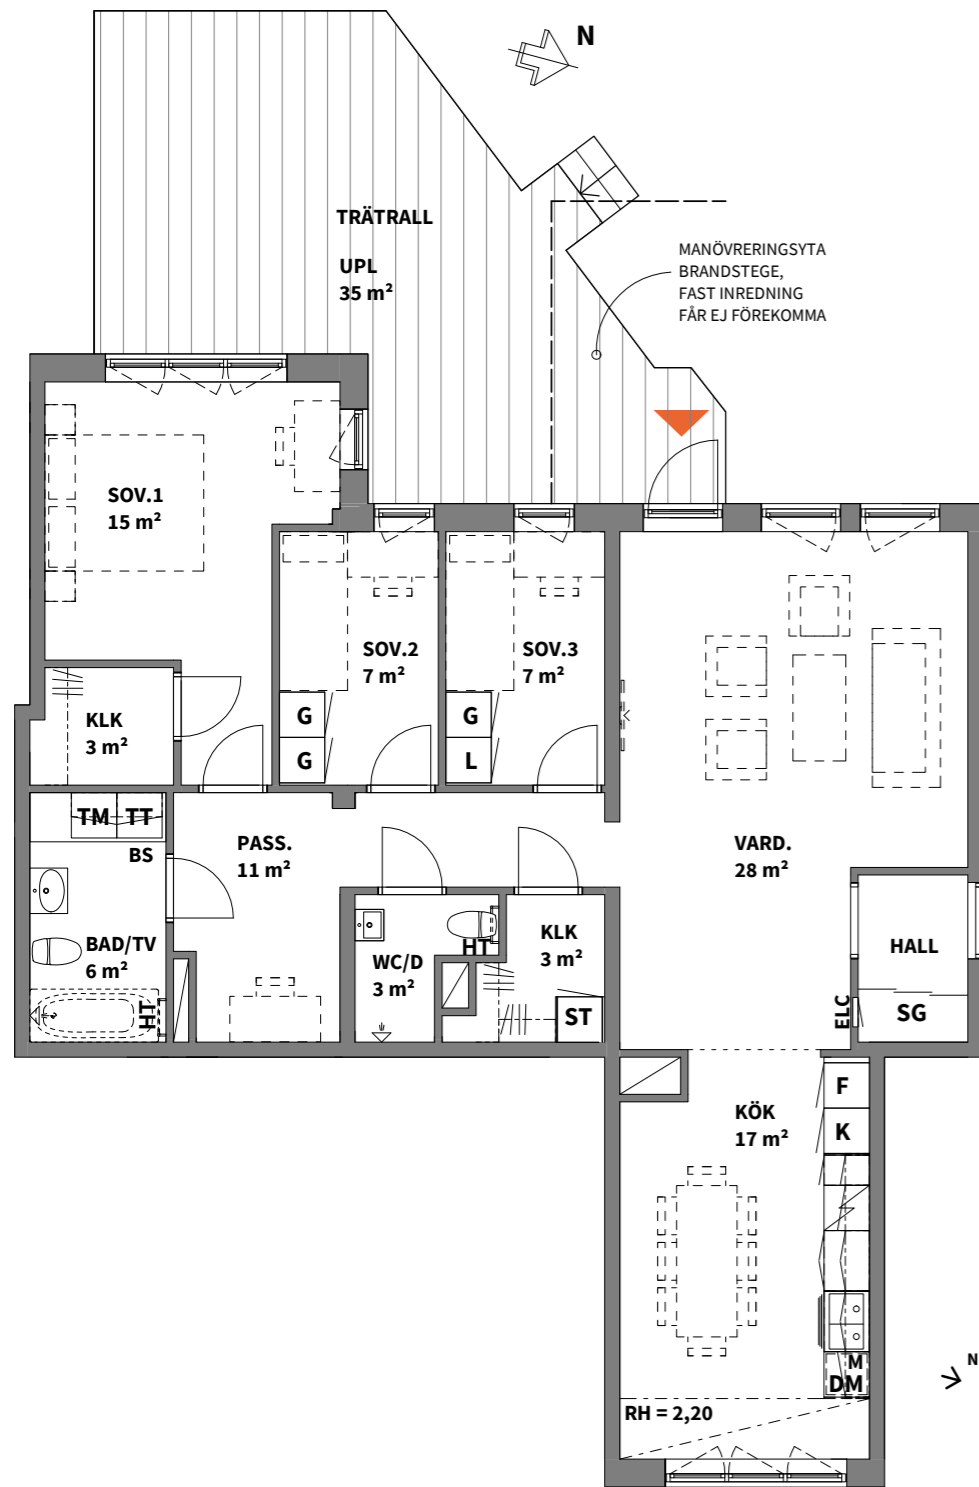 N
TRÄTRALL
UPL
35 m²
MANÖVRERINGSYTA
BRANDSTEGE,
FAST INREDNING
FÅR EJ FÖREKOMMA
SOV.1
15 m²
SOV.2
7 m²
SOV.3
7 m²
KLK
3 m²
G
G
G
L
TM TT
BS
PASS.
11 m²
VARD.
28 m²
BAD/TV
6 m²
HT
WC/D
3 m²
HT
KLK
3 m²
ST
HALL
ELC
SG
F
K
KÖK
17 m²
M
DM
RH = 2,20
N